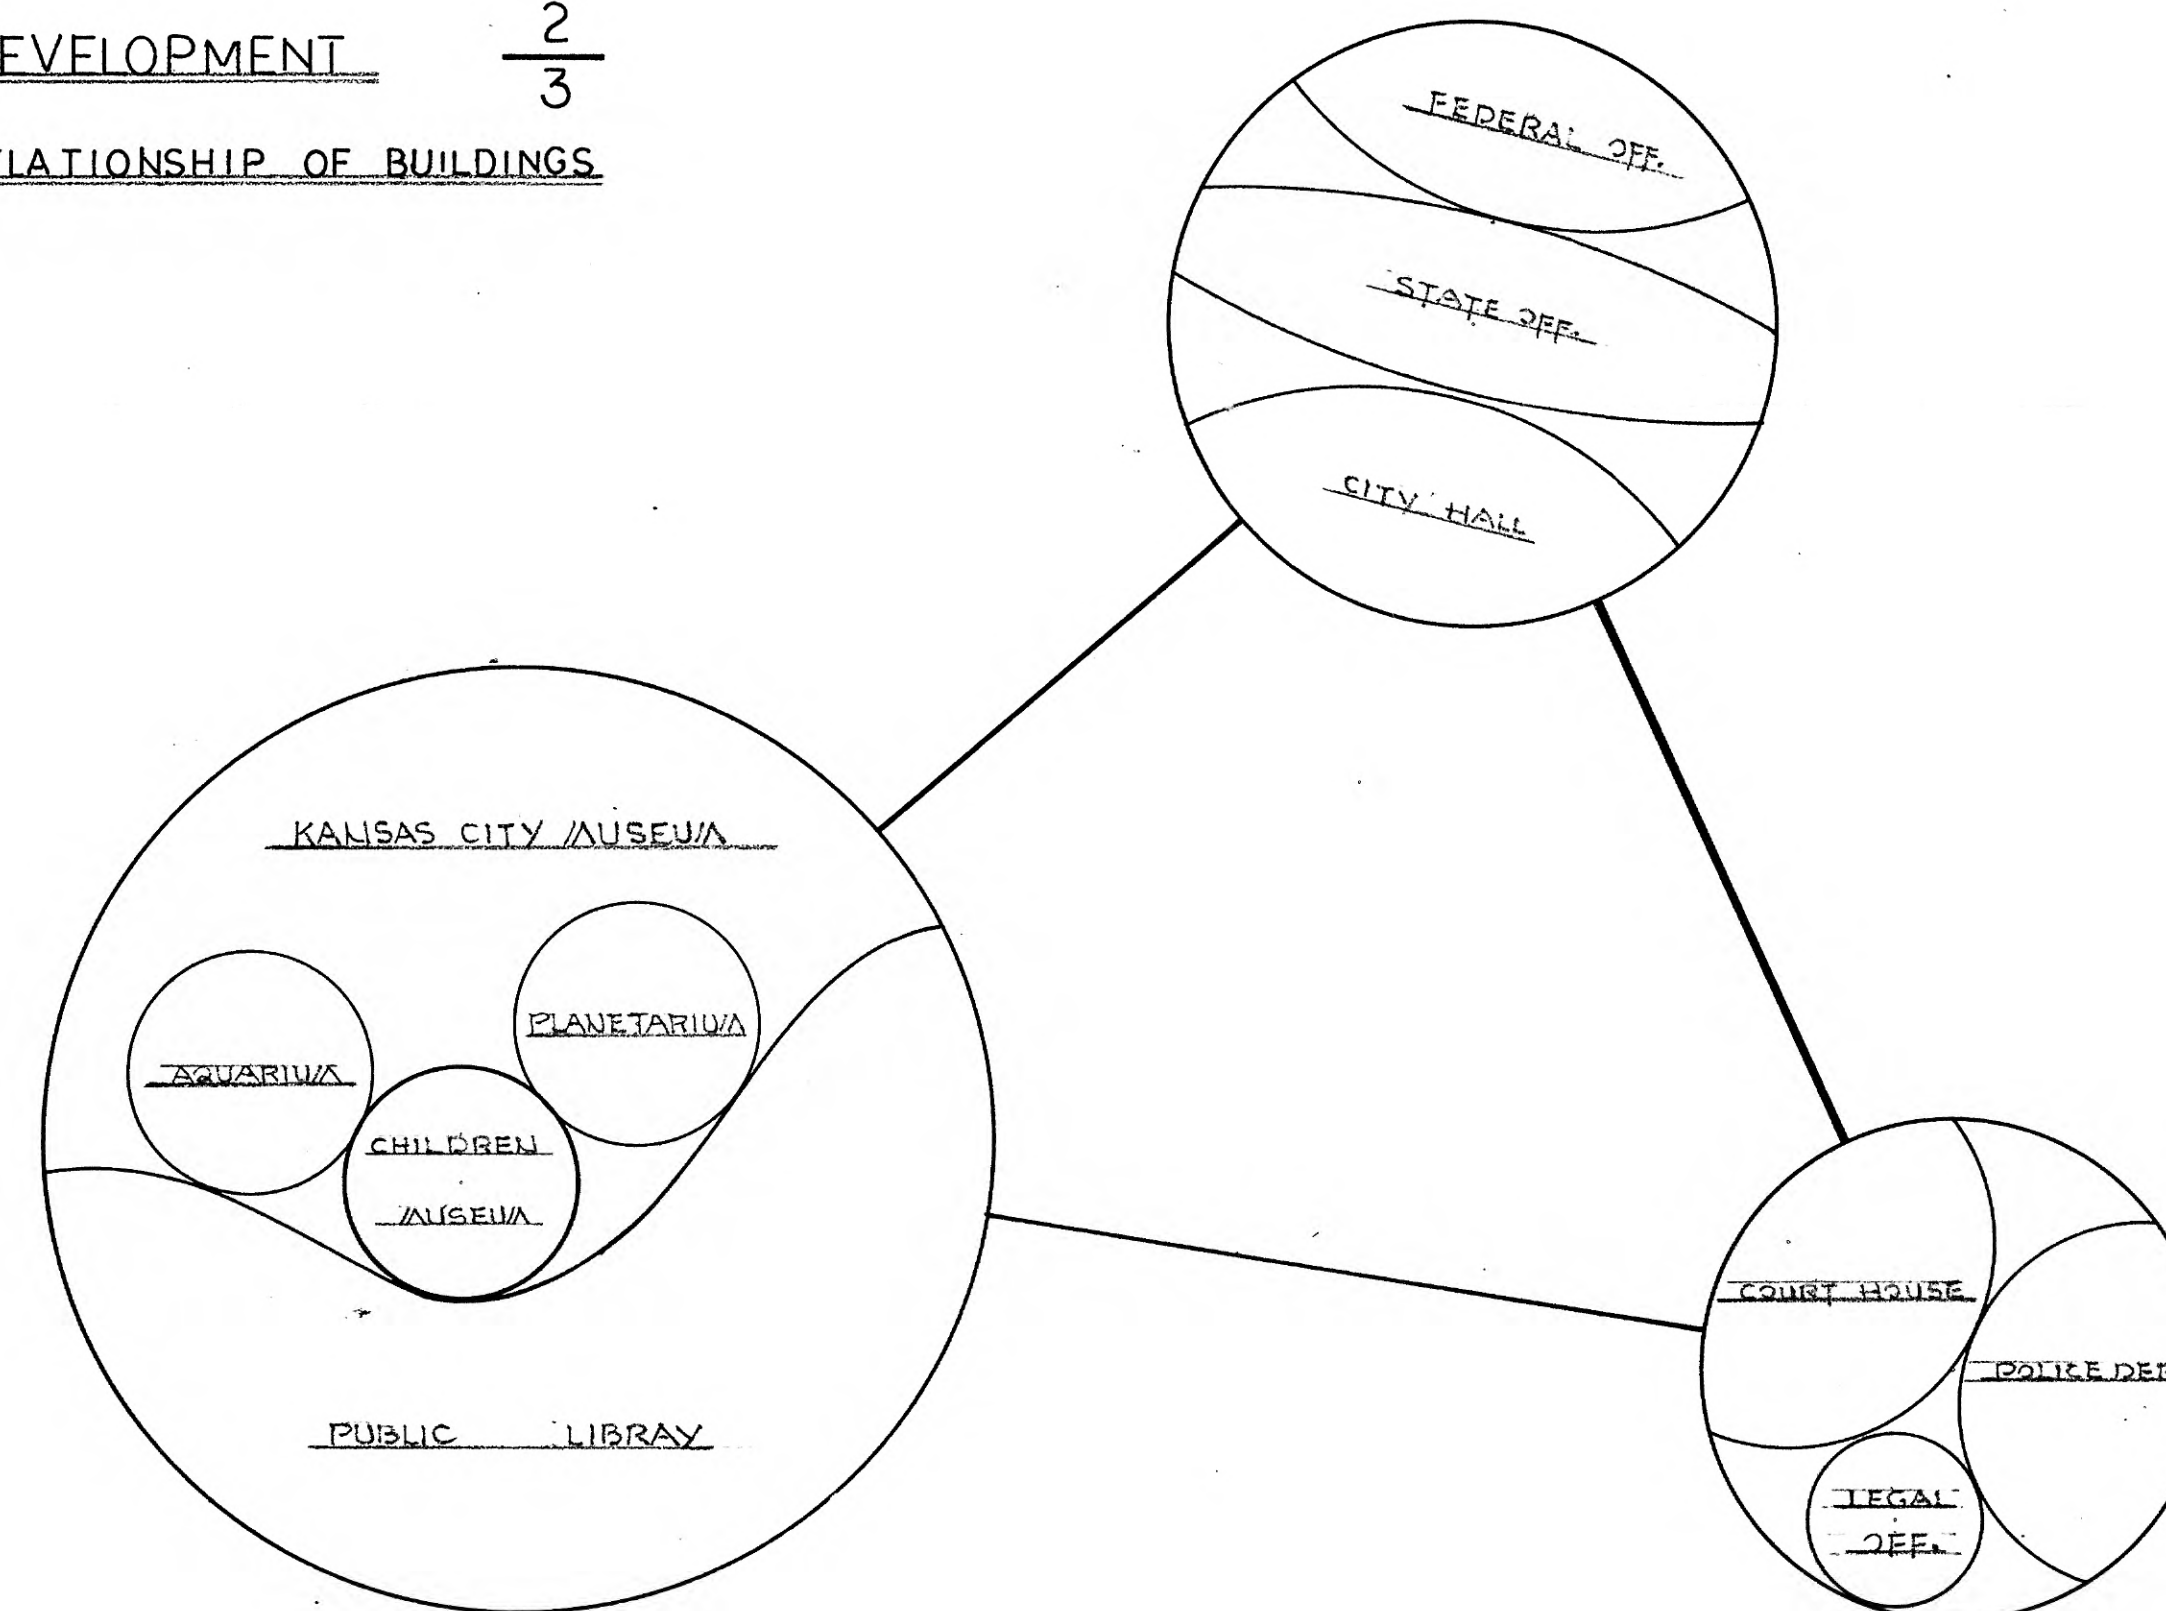 EVELOPMENT
2
3
ELATIONSHIP OF BUILDINGS
FEDERAL OFF.
STATE OFF.
CITY HALL
KANSAS CITY MUSEUM
PLANETARIUM
AQUARIUM
CHILDREN
MUSEUM
PUBLIC LIBRAY
COURT HOUSE
POLICE DEP
LEGAL
OFF.